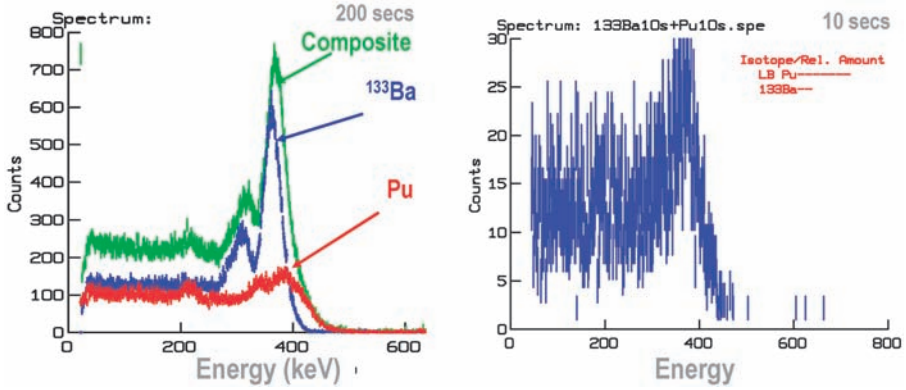 Spectrum:
200 secs
Composite
¹³³Ba
Pu
Counts
800
700
600
500
400
300
200
100
0
0 200 400 600
Energy (keV)
Spectrum: 133Ba10s+Pu10s.spe
10 secs
Isotope/Rel. Amount
LB Pu-------
133Ba--
Counts
30
25
20
15
10
5
0
0 200 400 600 800
Energy